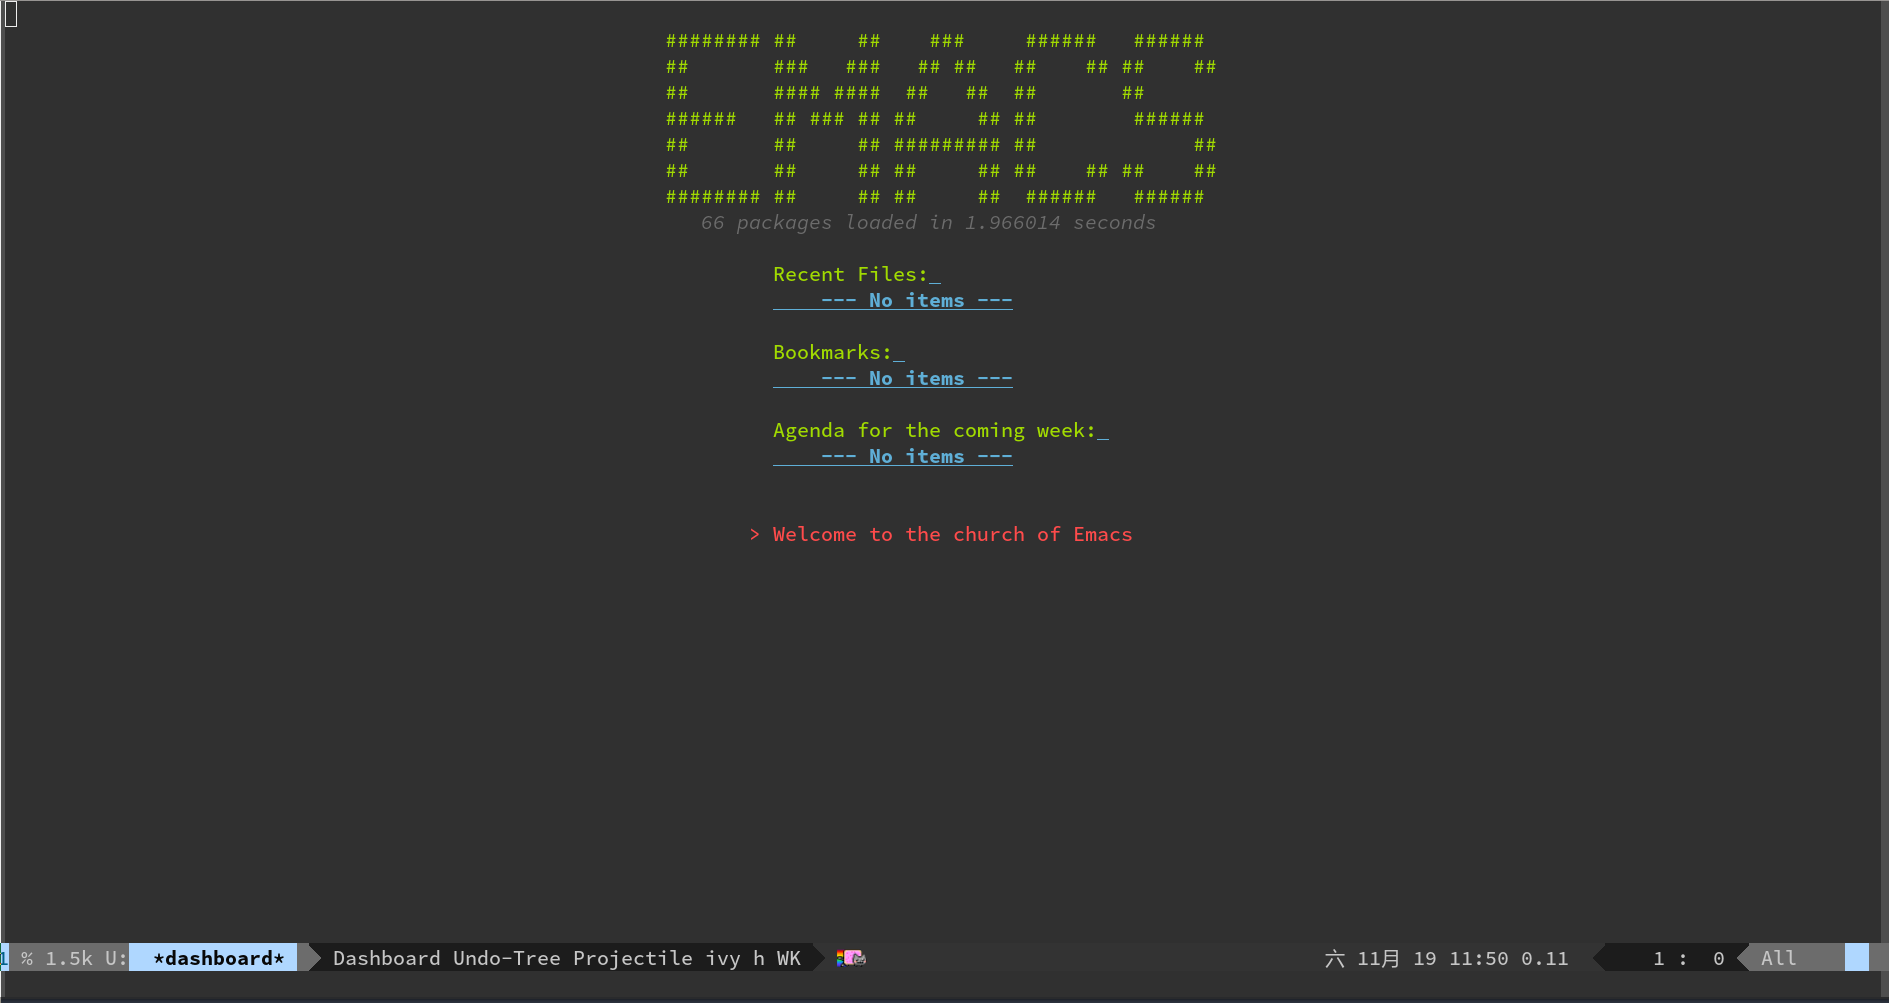 ######## ##     ##    ###     ######   ######
##       ###   ###   ## ##   ##    ## ##    ##
##       #### ####  ##   ##  ##       ##
######   ## ### ## ##     ## ##        ######
##       ##     ## ######### ##             ##
##       ##     ## ##     ## ##    ## ##    ##
######## ##     ## ##     ##  ######   ######
66 packages loaded in 1.966014 seconds
Recent Files:_
--- No items ---
Bookmarks:_
--- No items ---
Agenda for the coming week:_
--- No items ---
> Welcome to the church of Emacs
1 % 1.5k U: *dashboard* Dashboard Undo-Tree Projectile ivy h WK 六 11月 19 11:50 0.11 1 : 0 All